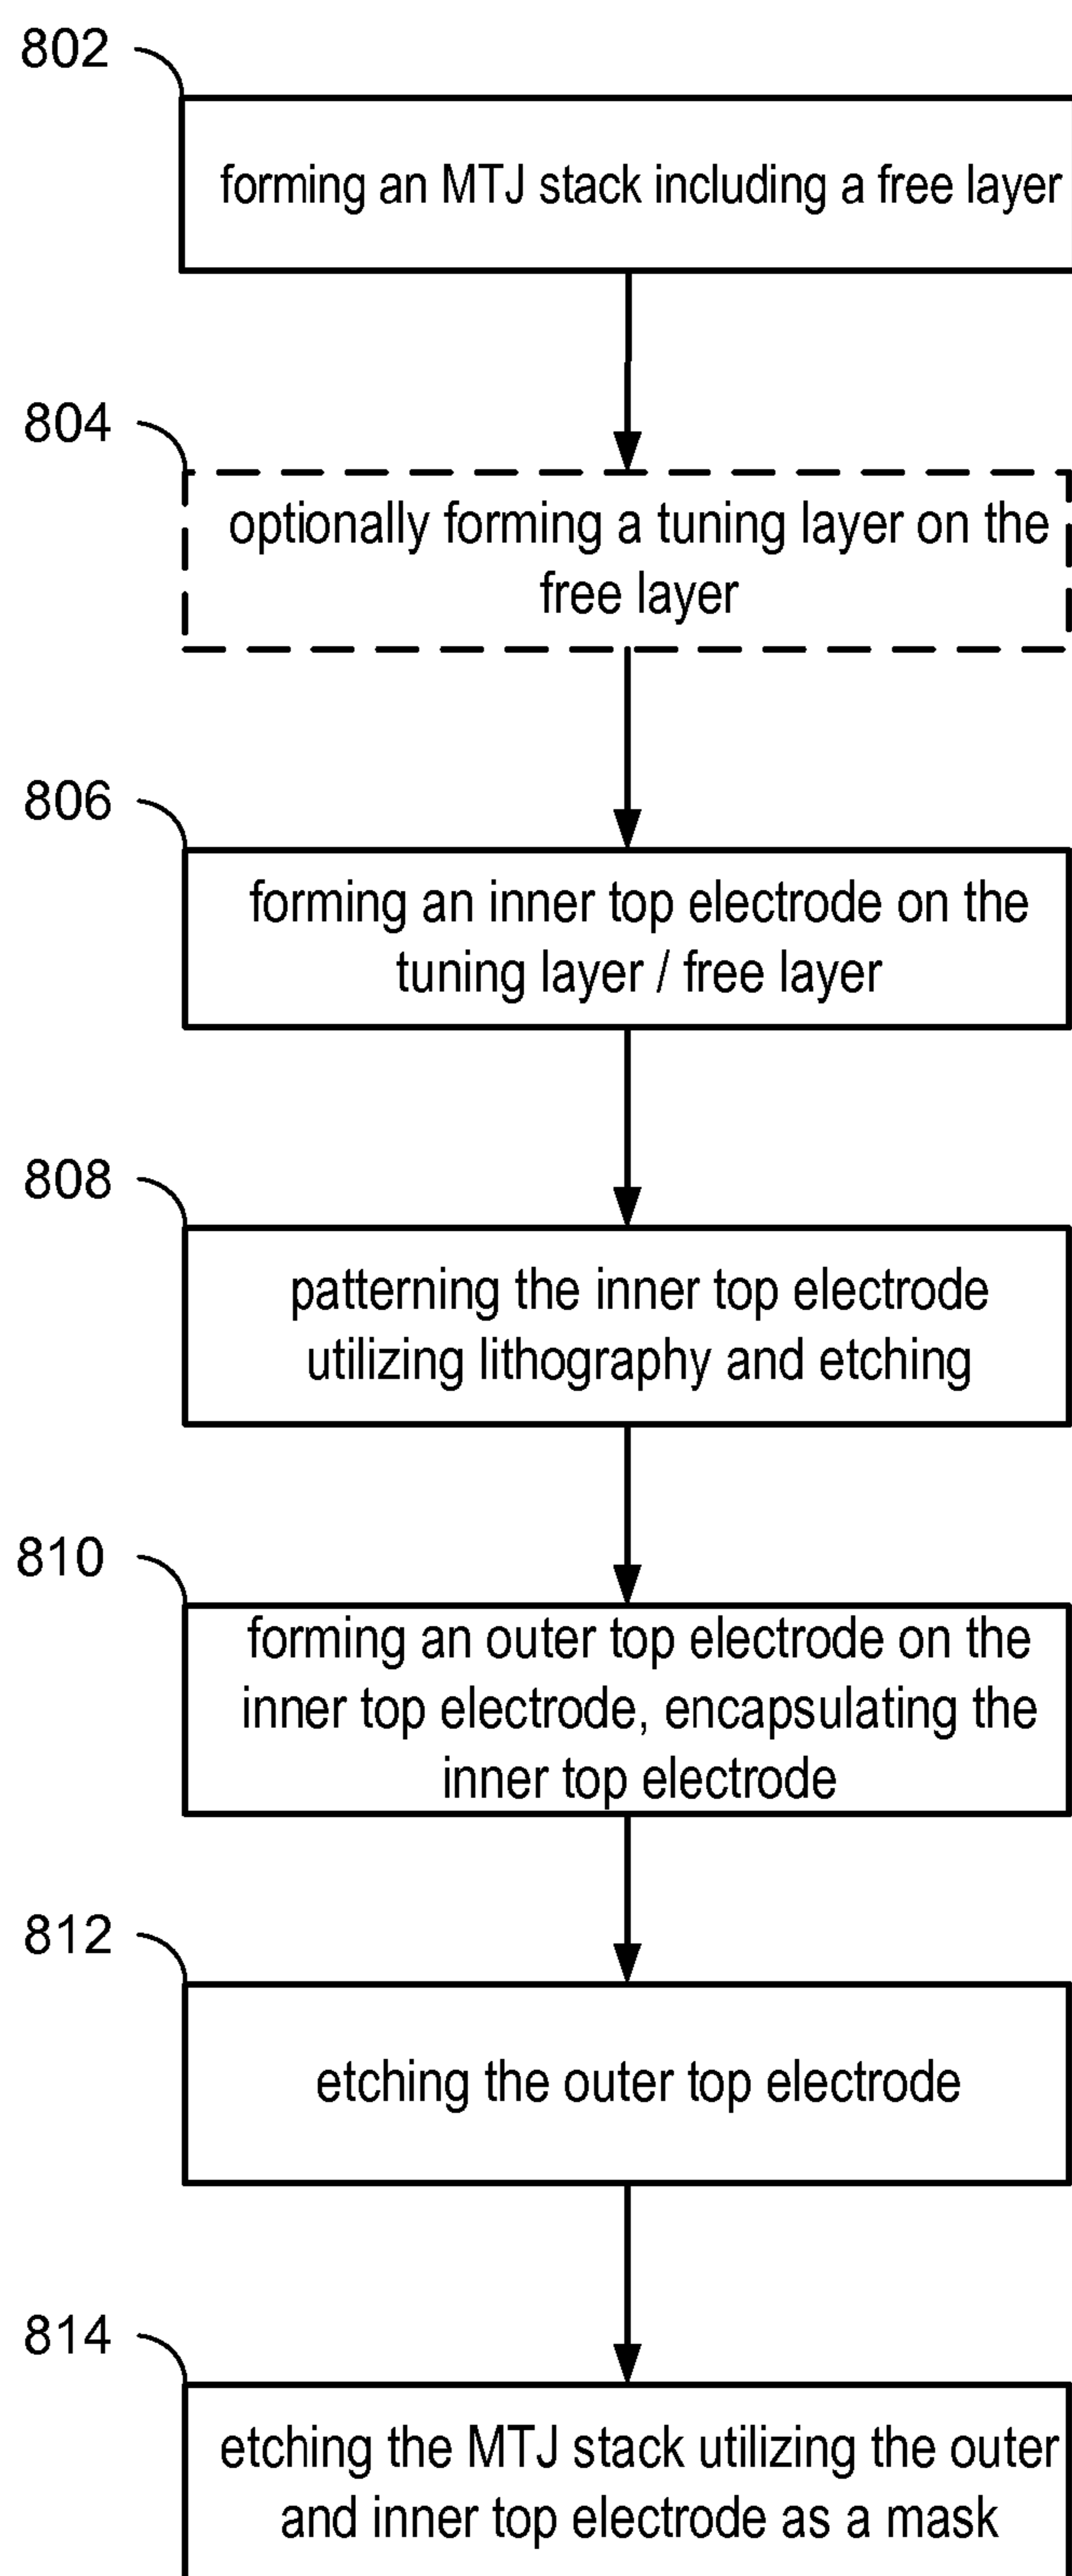 802
forming an MTJ stack including a free layer
804
optionally forming a tuning layer on the
free layer
806
forming an inner top electrode on the
tuning layer / free layer
808
patterning the inner top electrode
utilizing lithography and etching
810
forming an outer top electrode on the
inner top electrode, encapsulating the
inner top electrode
812
etching the outer top electrode
814
etching the MTJ stack utilizing the outer
and inner top electrode as a mask